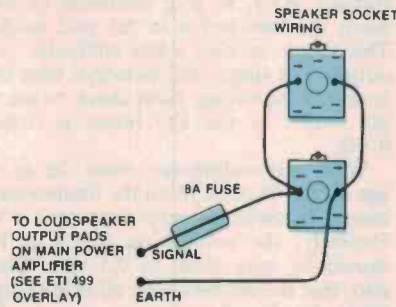 SPEAKER SOCKET
WIRING
8A FUSE
TO LOUDSPEAKER
OUTPUT PADS
ON MAIN POWER
AMPLIFIER
(SEE ETI 499
OVERLAY)
SIGNAL
EARTH